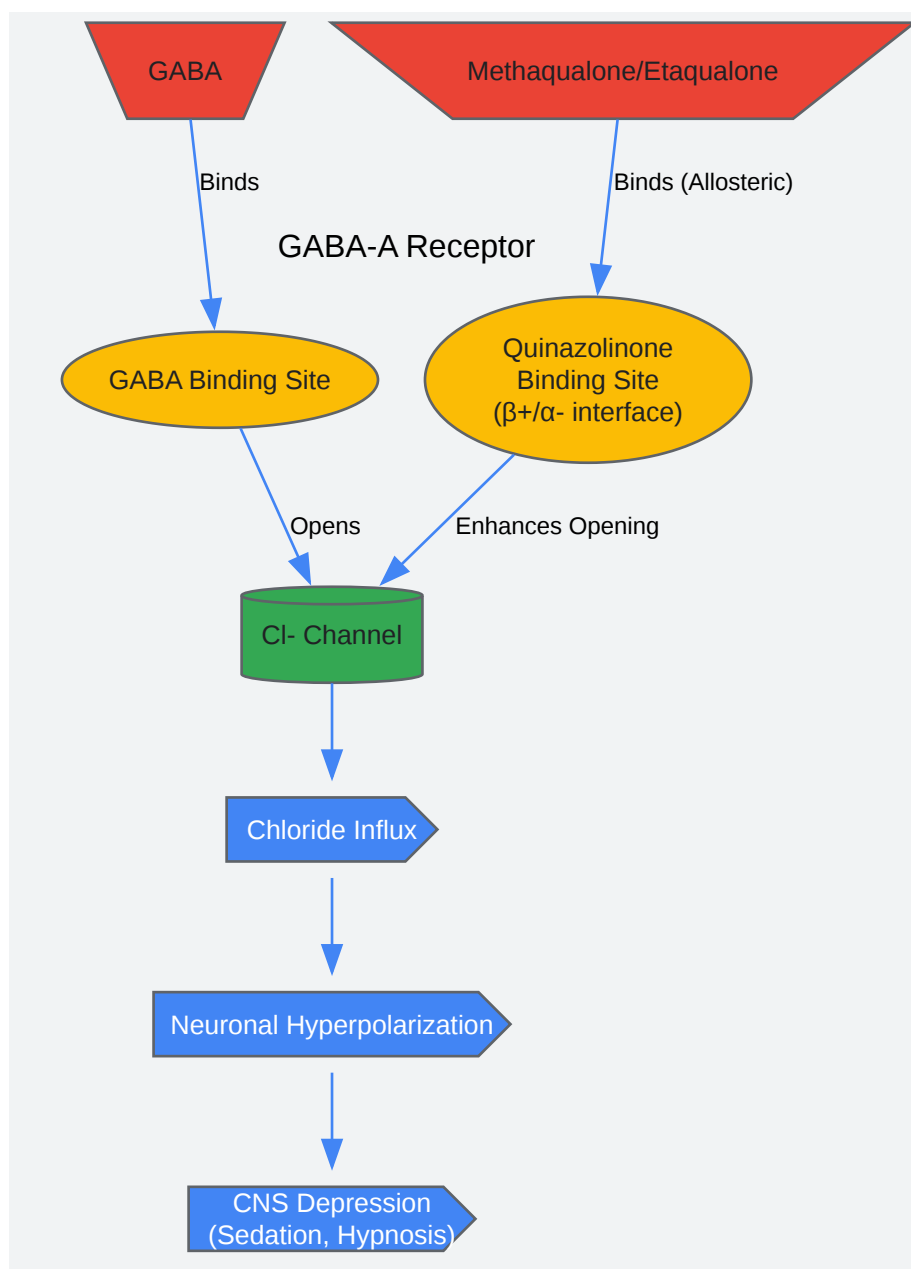 GABA
Methaqualone/Etaqualone
Binds
Binds (Allosteric)
GABA-A Receptor
GABA Binding Site
Quinazolinone
Binding Site
(β+/α- interface)
Opens
Enhances Opening
Cl- Channel
Chloride Influx
Neuronal Hyperpolarization
CNS Depression
(Sedation, Hypnosis)